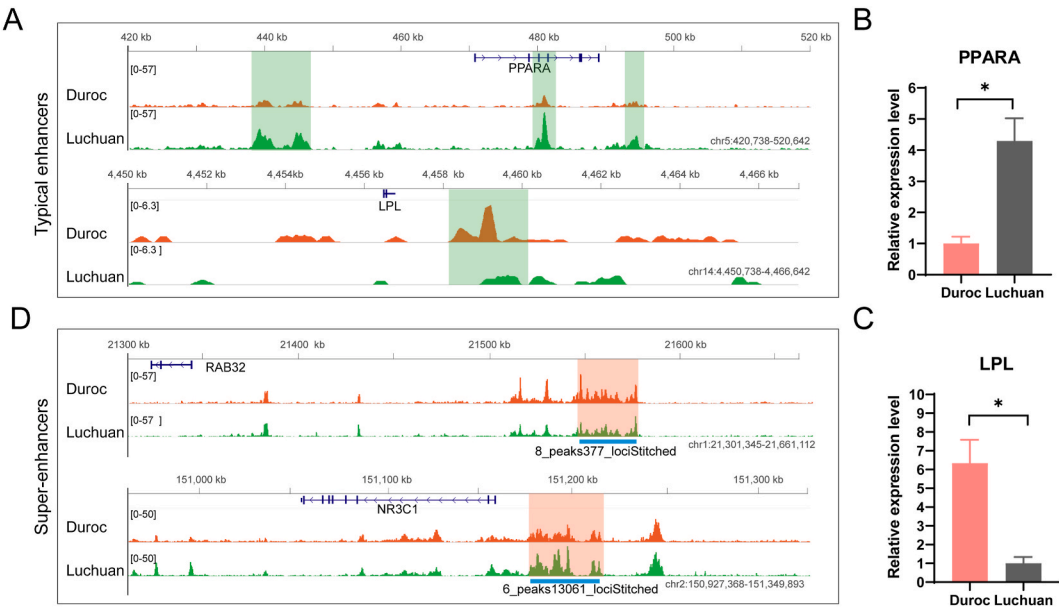 A
Typical enhancers
420 kb 440 kb 460 kb 480 kb 500 kb 520 kb
[0-57]
PPARA
Duroc
[0-57]
Luchuan
chr5:420,738-520,642
4,450 kb 4,452 kb 4,454 kb 4,456 kb 4,458 kb 4,460 kb 4,462 kb 4,464 kb 4,466 kb
[0-6.3]
LPL
Duroc
[0-6.3 ]
Luchuan
chr14:4,450,738-4,466,642
B
PPARA
Relative expression level
6
5
4
3
2
1
0
*
Duroc Luchuan
D
Super-enhancers
21300 kb 21400 kb 21500 kb 21600 kb
[0-57]
RAB32
Duroc
[0-57 ]
Luchuan
8_peaks377_lociStitched
chr1:21,301,345-21,661,112
151,000 kb 151,100 kb 151,200 kb 151,300 kb
[0-50]
NR3C1
Duroc
[0-50]
Luchuan
6_peaks13061_lociStitched
chr2:150,927,368-151,349,893
C
LPL
Relative expression level
10
9
8
7
6
5
4
3
2
1
0
*
Duroc Luchuan